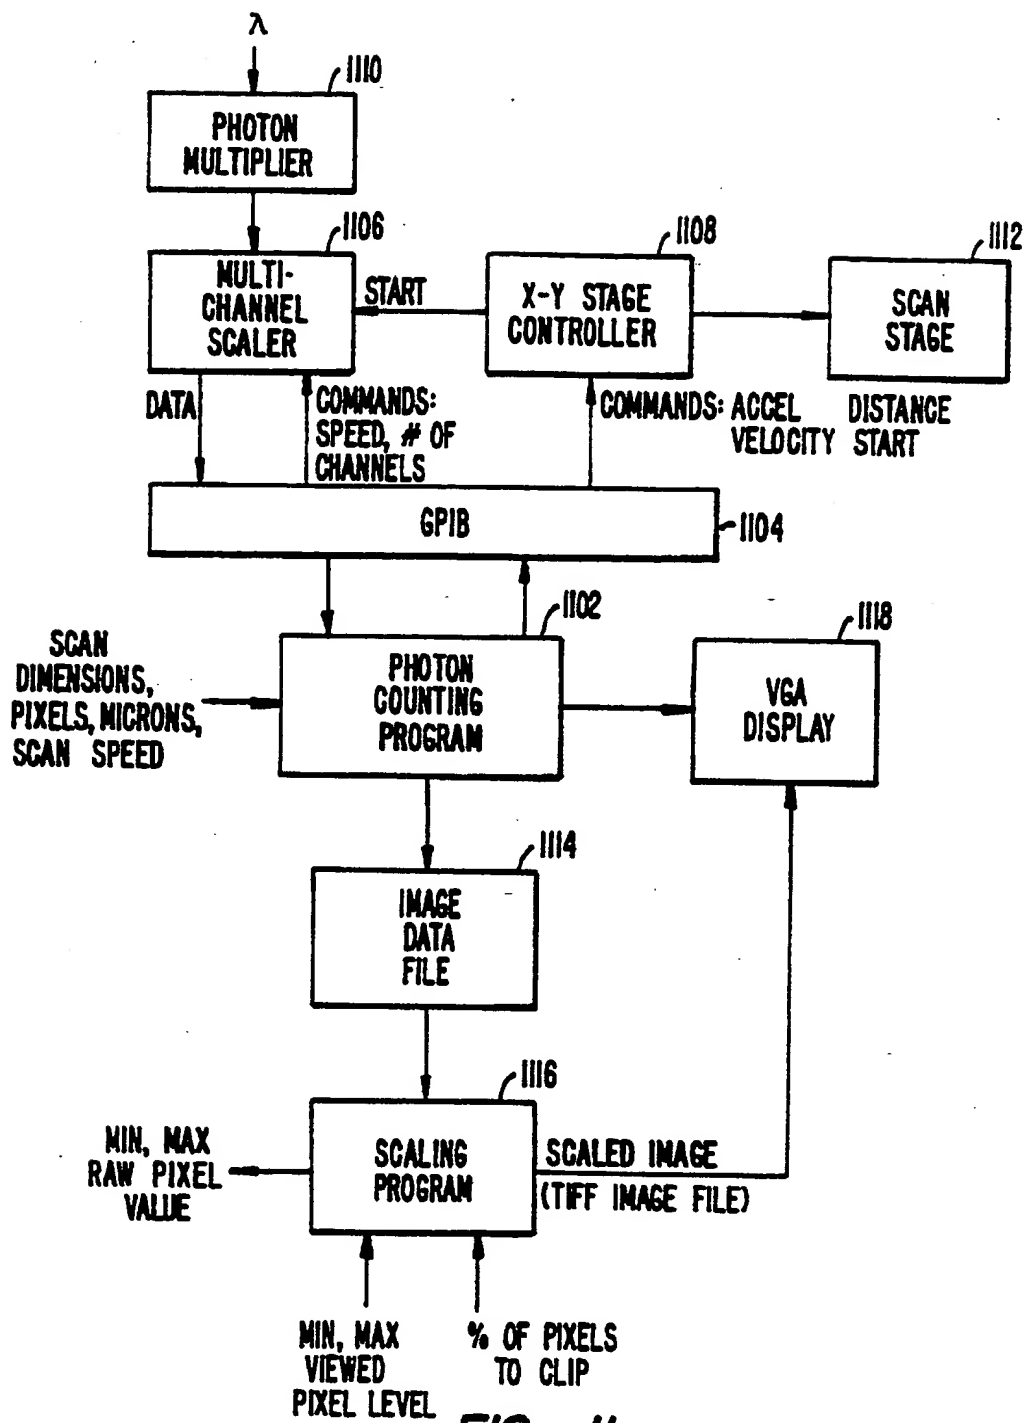 λ
1110
PHOTON
MULTIPLIER
1106
MULTI-
CHANNEL
SCALER
START
1108
X-Y STAGE
CONTROLLER
1112
SCAN
STAGE
DATA
COMMANDS:
SPEED, # OF
CHANNELS
COMMANDS: ACCEL DISTANCE
VELOCITY START
GPIB
1104
1102
SCAN
DIMENSIONS,
PIXELS, MICRONS,
SCAN SPEED
PHOTON
COUNTING
PROGRAM
1118
VGA
DISPLAY
1114
IMAGE
DATA
FILE
1116
MIN, MAX
RAW PIXEL
VALUE
SCALING
PROGRAM
SCALED IMAGE
(TIFF IMAGE FILE)
MIN, MAX
VIEWED
PIXEL LEVEL
% OF PIXELS
TO CLIP